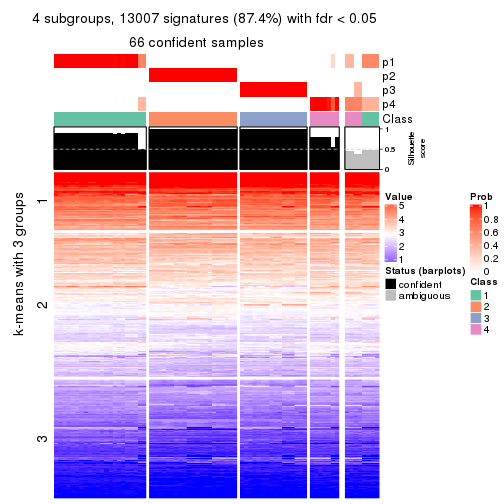 4 subgroups, 13007 signatures (87.4%) with fdr < 0.05
66 confident samples
p1
p2
p3
p4
Class
1
0.5
0
Silhouette
score
k-means with 3 groups
1
2
3
Value
5
4
3
2
1
Status (barplots)
confident
ambiguous
Prob
1
0.8
0.6
0.4
0.2
0
Class
1
2
3
4